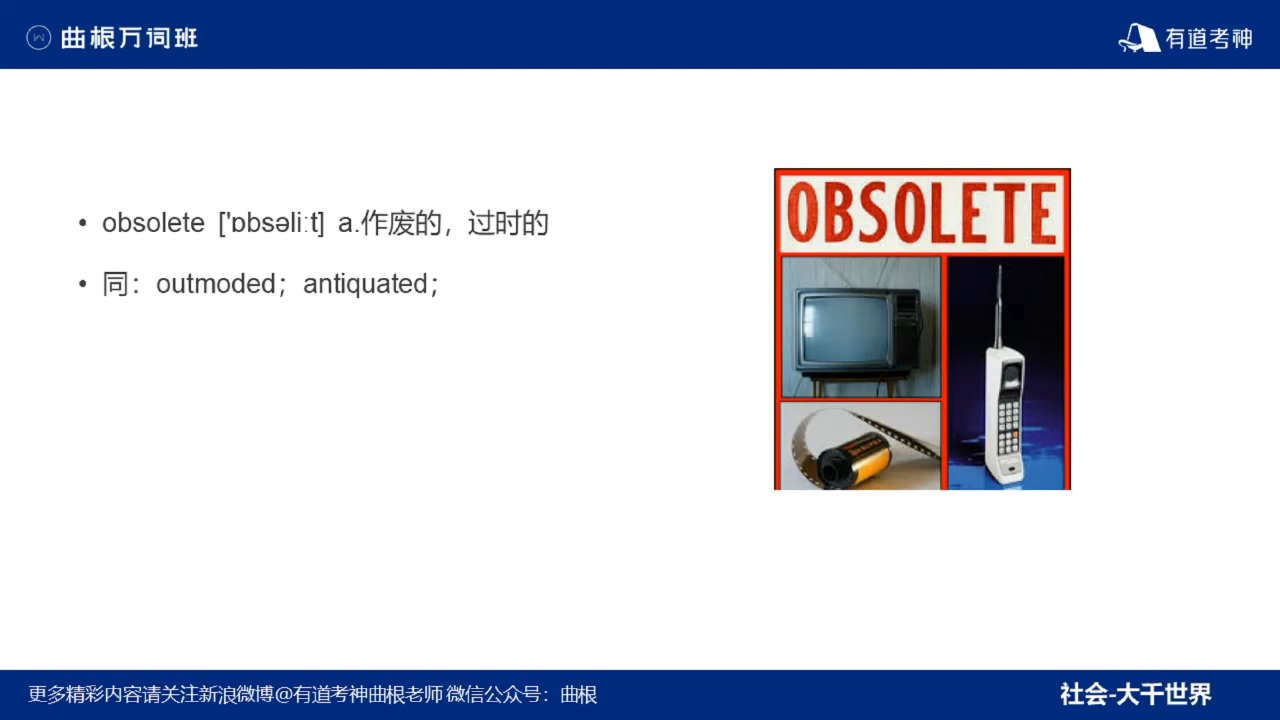 曲根万词班
有道考神
• obsolete ['ɒbsəliːt] a.作废的，过时的
• 同：outmoded；antiquated；
OBSOLETE
更多精彩内容请关注新浪微博@有道考神曲根老师 微信公众号：曲根
社会-大千世界